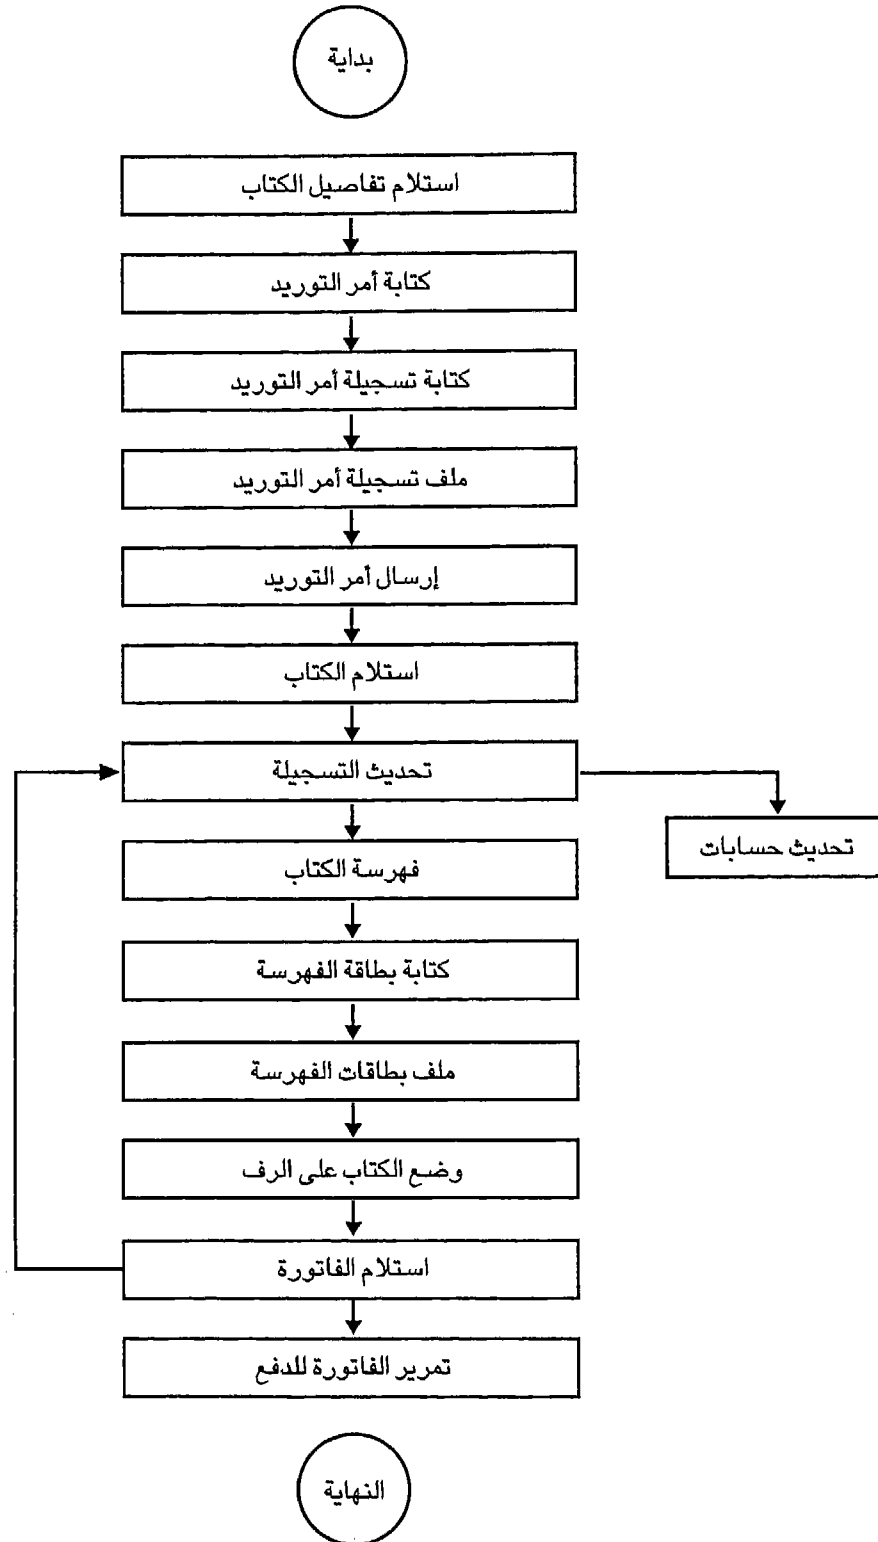 بداية
استلام تفاصيل الكتاب
كتابة أمر التوريد
كتابة تسجيلة أمر التوريد
ملف تسجيلة أمر التوريد
إرسال أمر التوريد
استلام الكتاب
تحديث التسجيلة
تحديث حسابات
فهرسة الكتاب
كتابة بطاقة الفهرسة
ملف بطاقات الفهرسة
وضع الكتاب على الرف
استلام الفاتورة
تمرير الفاتورة للدفع
النهاية